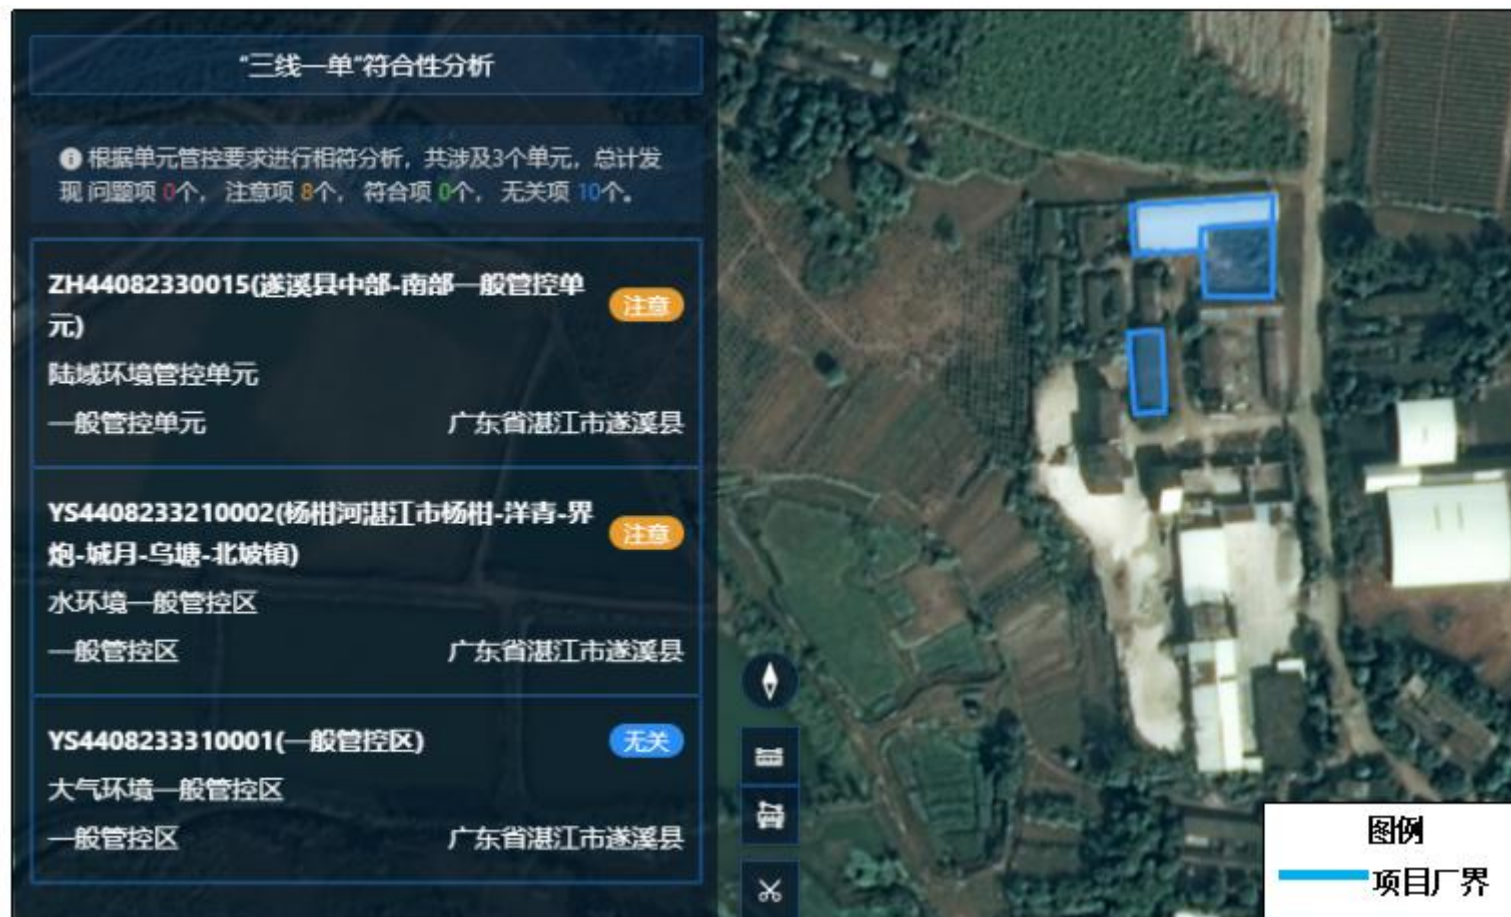 “三线一单”符合性分析
根据单元管控要求进行相符分析，共涉及3个单元，总计发
现 问题项 0个， 注意项 8个， 符合项 0个， 无关项 10个。
ZH44082330015(遂溪县中部-南部一般管控单
元)
注意
陆域环境管控单元
一般管控单元 广东省湛江市遂溪县
YS4408233210002(杨柑河湛江市杨柑-洋青-界
炮-城月-乌塘-北坡镇)
注意
水环境一般管控区
一般管控区 广东省湛江市遂溪县
YS4408233310001(一般管控区) 无关
大气环境一般管控区
一般管控区 广东省湛江市遂溪县
图例
项目厂界